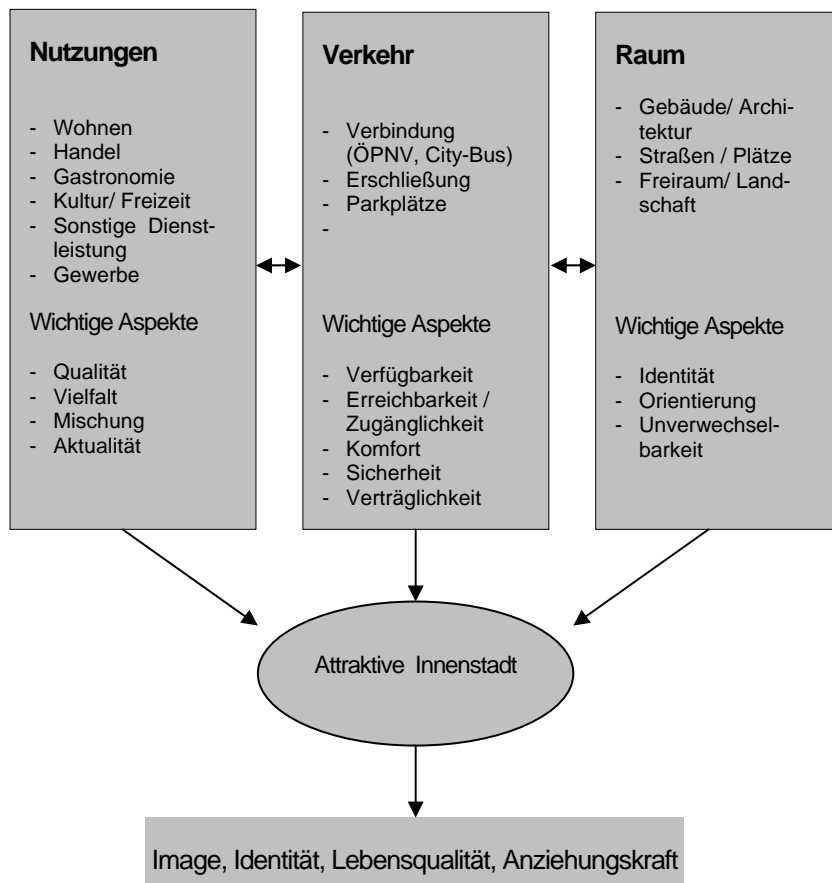 Nutzungen
- Wohnen
- Handel
- Gastronomie
- Kultur/ Freizeit
- Sonstige Dienst-
leistung
- Gewerbe
Wichtige Aspekte
- Qualität
- Vielfalt
- Mischung
- Aktualität
Verkehr
- Verbindung
(ÖPNV, City-Bus)
- Erschließung
- Parkplätze
-
Wichtige Aspekte
- Verfügbarkeit
- Erreichbarkeit /
Zugänglichkeit
- Komfort
- Sicherheit
- Verträglichkeit
Raum
- Gebäude/ Archi-
tektur
- Straßen / Plätze
- Freiraum/ Land-
schaft
Wichtige Aspekte
- Identität
- Orientierung
- Unverwechsel-
barkeit
Attraktive Innenstadt
Image, Identität, Lebensqualität, Anziehungskraft